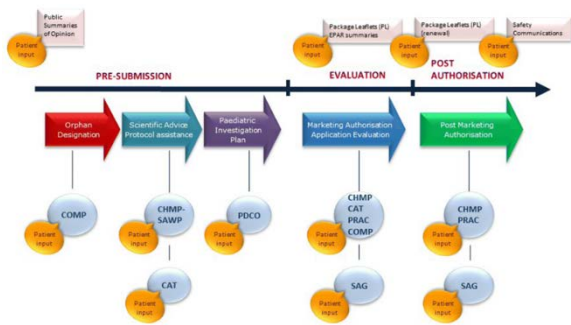 Public
Summaries
of Opinion
Patient
input
Package Leaflets (PL)
EPAR summaries
Patient
input
Package Leaflets (PL)
(renewal)
Patient
input
Safety
Communications
Patient
input
PRE-SUBMISSION
EVALUATION
POST
AUTHORISATION
Orphan
Designation
Scientific Advice
Protocol assistance
Paediatric
Investigation
Plan
Marketing Authorisation
Application Evaluation
Post Marketing
Authorisation
COMP
Patient
input
CHMP-
SAWP
Patient
input
PDCO
Patient
input
CHMP
CAT
PRAC
COMP
Patient
input
CHMP
PRAC
Patient
input
CAT
Patient
input
SAG
Patient
input
SAG
Patient
input